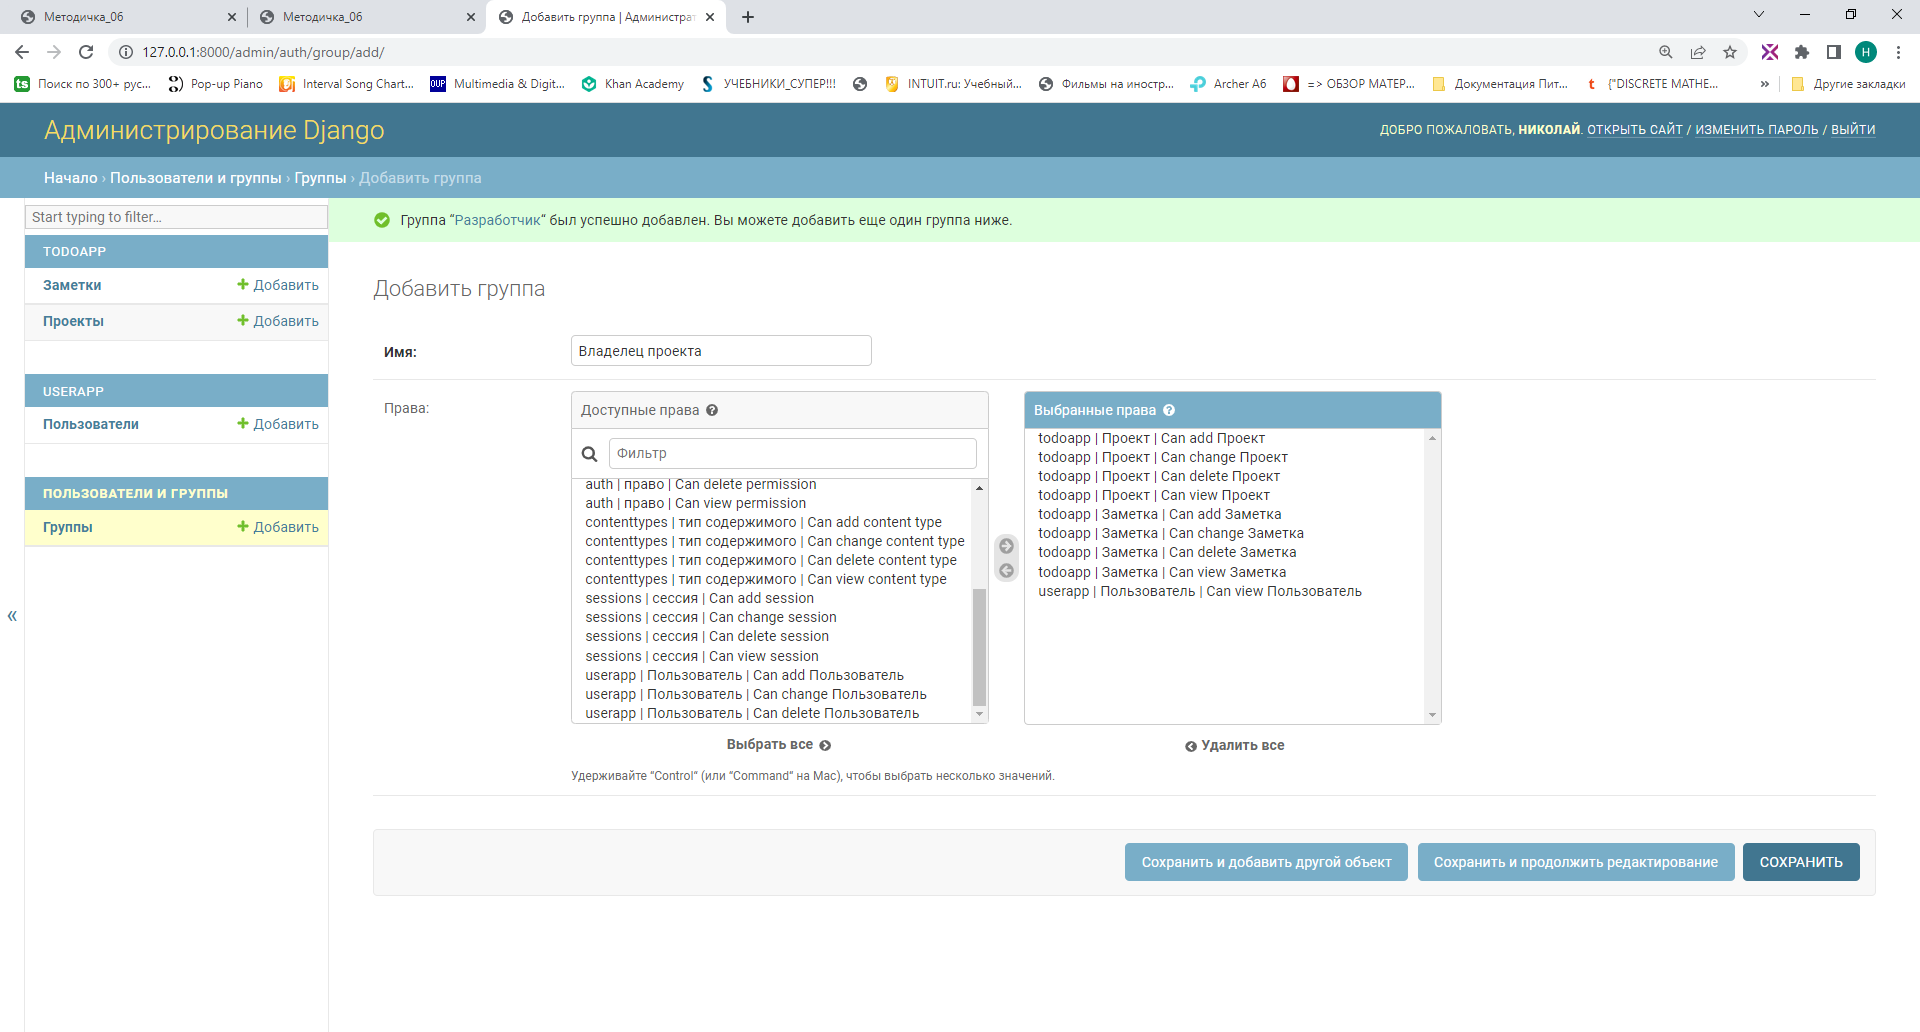 Методичка_06
Методичка_06
Добавить группа | Администрат
127.0.0.1:8000/admin/auth/group/add/
H
ts Поиск по 300+ рус...
Pop-up Piano
Interval Song Chart...
OUP Multimedia & Digit...
Khan Academy
УЧЕБНИКИ_СУПЕР!!!
INTUIT.ru: Учебный...
Фильмы на иностр...
Archer A6
=> ОБЗОР МАТЕР...
Документация Пит...
t {"DISCRETE MATHE...
»
Другие закладки
Администрирование Django
ДОБРО ПОЖАЛОВАТЬ, НИКОЛАЙ. ОТКРЫТЬ САЙТ / ИЗМЕНИТЬ ПАРОЛЬ / ВЫЙТИ
Начало › Пользователи и группы › Группы › Добавить группа
Start typing to filter...
TODOAPP
Заметки + Добавить
Проекты + Добавить
USERAPP
Пользователи + Добавить
ПОЛЬЗОВАТЕЛИ И ГРУППЫ
Группы + Добавить
«
Группа “Разработчик“ был успешно добавлен. Вы можете добавить еще один группа ниже.
Добавить группа
Имя: Владелец проекта
Права:
Доступные права ?
Фильтр
auth | право | Can delete permission
auth | право | Can view permission
contenttypes | тип содержимого | Can add content type
contenttypes | тип содержимого | Can change content type
contenttypes | тип содержимого | Can delete content type
contenttypes | тип содержимого | Can view content type
sessions | сессия | Can add session
sessions | сессия | Can change session
sessions | сессия | Can delete session
sessions | сессия | Can view session
userapp | Пользователь | Can add Пользователь
userapp | Пользователь | Can change Пользователь
userapp | Пользователь | Can delete Пользователь
Выбрать все
Выбранные права ?
todoapp | Проект | Can add Проект
todoapp | Проект | Can change Проект
todoapp | Проект | Can delete Проект
todoapp | Проект | Can view Проект
todoapp | Заметка | Can add Заметка
todoapp | Заметка | Can change Заметка
todoapp | Заметка | Can delete Заметка
todoapp | Заметка | Can view Заметка
userapp | Пользователь | Can view Пользователь
Удалить все
Удерживайте “Control“ (или “Command“ на Mac), чтобы выбрать несколько значений.
Сохранить и добавить другой объект
Сохранить и продолжить редактирование
СОХРАНИТЬ